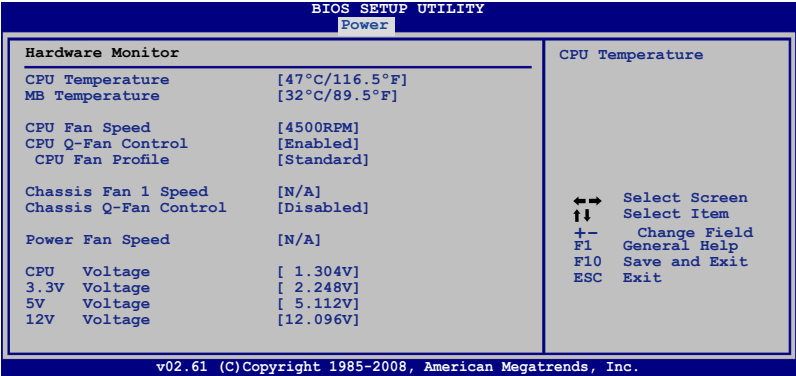 BIOS SETUP UTILITY
Power
Hardware Monitor
CPU Temperature [47°C/116.5°F]
MB Temperature [32°C/89.5°F]
CPU Fan Speed [4500RPM]
CPU Q-Fan Control [Enabled]
CPU Fan Profile [Standard]
Chassis Fan 1 Speed [N/A]
Chassis Q-Fan Control [Disabled]
Power Fan Speed [N/A]
CPU Voltage [ 1.304V]
3.3V Voltage [ 2.248V]
5V Voltage [ 5.112V]
12V Voltage [12.096V]
CPU Temperature
←→ Select Screen
↑↓ Select Item
+- Change Field
F1 General Help
F10 Save and Exit
ESC Exit
v02.61 (C)Copyright 1985-2008, American Megatrends, Inc.